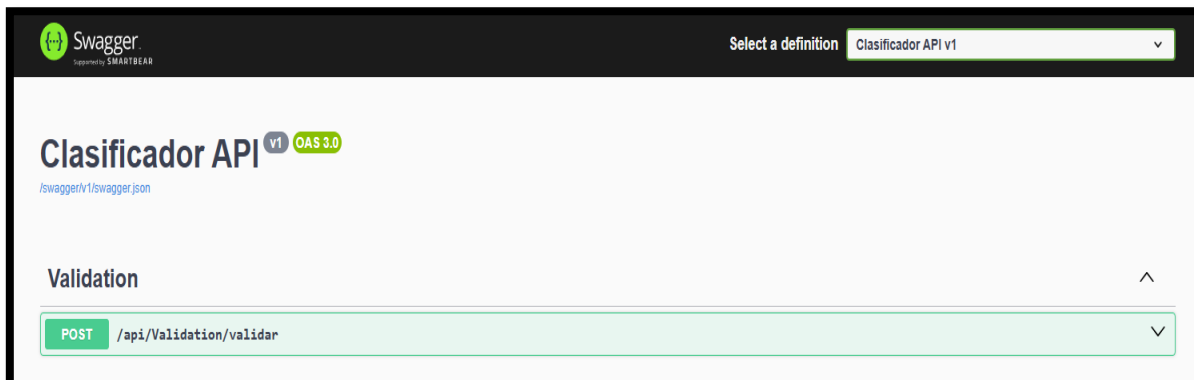 Swagger.
Supported by SMARTBEAR
Select a definition
Clasificador API v1
Clasificador API v1 OAS 3.0
/swagger/v1/swagger.json
Validation
POST /api/Validation/validar